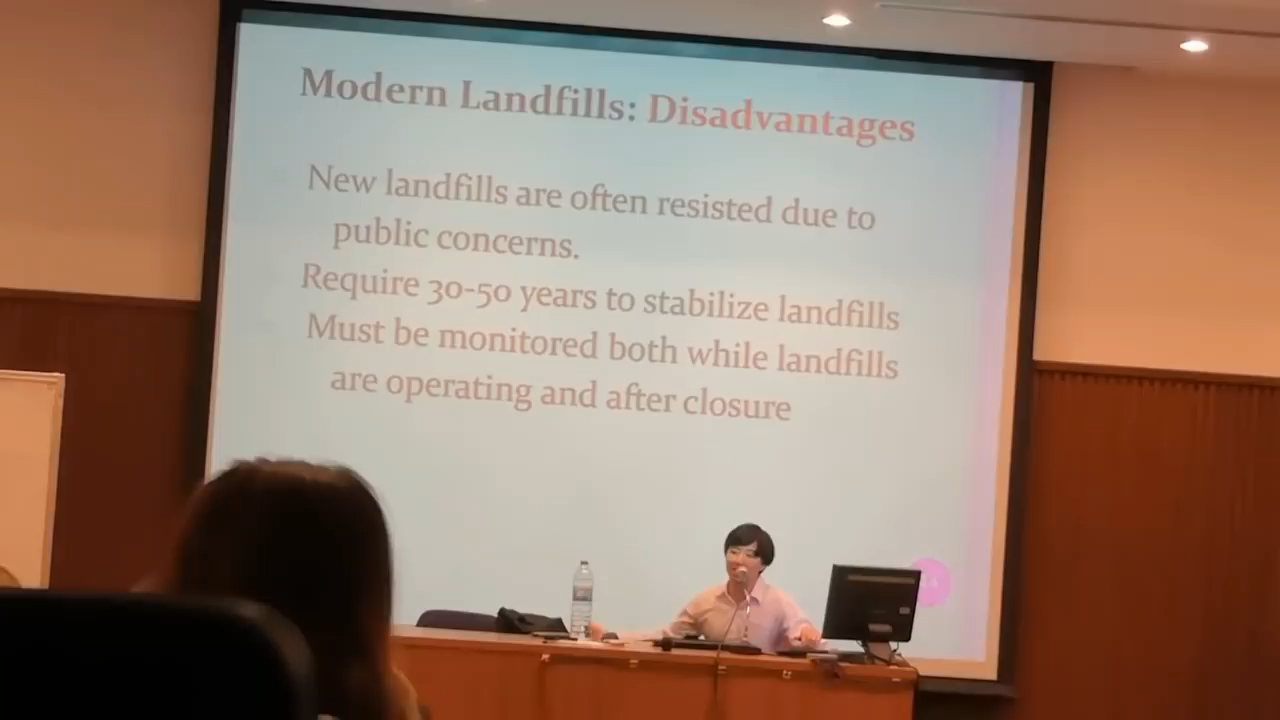 Modern Landfills: Disadvantages
New landfills are often resisted due to
public concerns.
Require 30-50 years to stabilize landfills
Must be monitored both while landfills
are operating and after closure